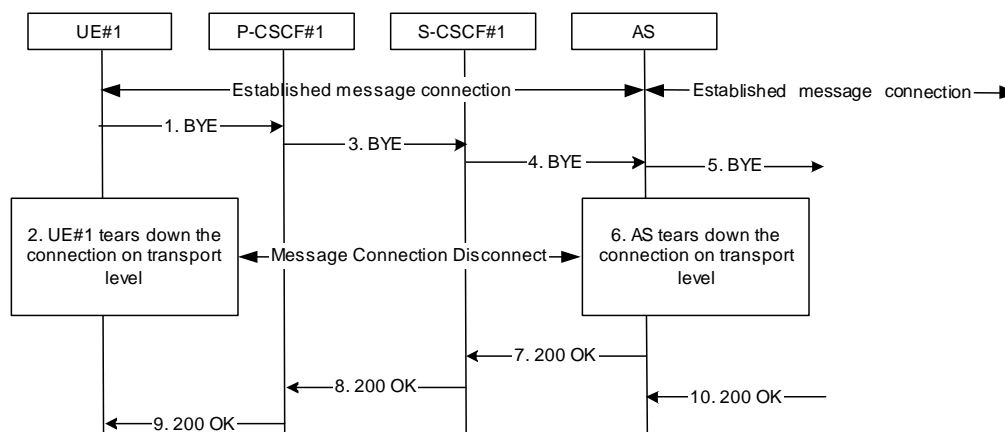 UE#1
P-CSCF#1
S-CSCF#1
AS
Established message connection
Established message connection
1. BYE
3. BYE
4. BYE
5. BYE
2. UE#1 tears down the
connection on transport
level
Message Connection Disconnect
6. AS tears down the
connection on transport
level
7. 200 OK
8. 200 OK
10. 200 OK
9. 200 OK